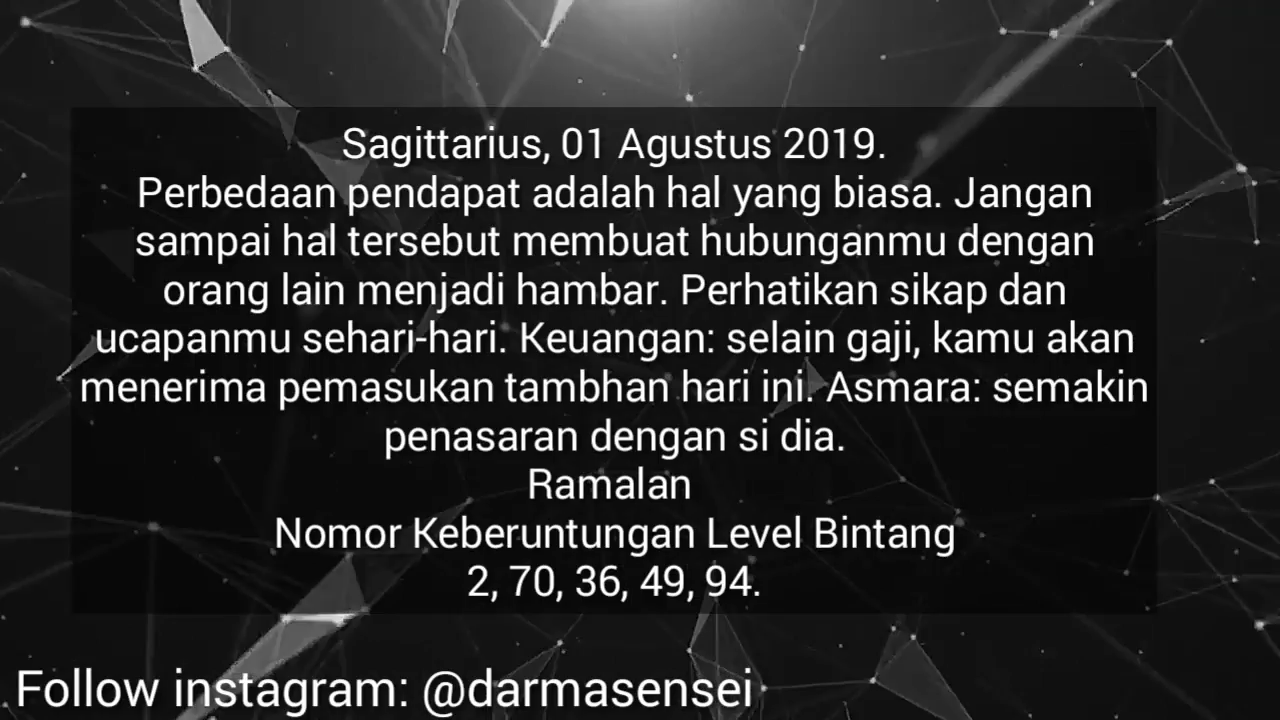 Sagittarius, 01 Agustus 2019.
Perbedaan pendapat adalah hal yang biasa. Jangan
sampai hal tersebut membuat hubunganmu dengan
orang lain menjadi hambar. Perhatikan sikap dan
ucapanmu sehari-hari. Keuangan: selain gaji, kamu akan
menerima pemasukan tambhan hari ini. Asmara: semakin
penasaran dengan si dia.
Ramalan
Nomor Keberuntungan Level Bintang
2, 70, 36, 49, 94.
Follow instagram: @darmasensei